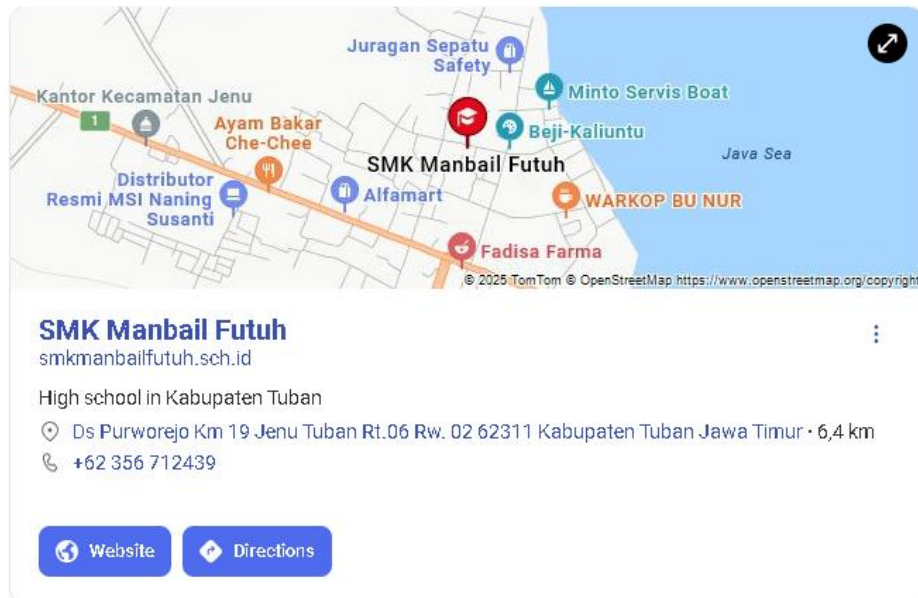 Juragan Sepatu
Safety
Minto Servis Boat
Kantor Kecamatan Jenu
1
Ayam Bakar
Che-Chee
Beji-Kaliuntu
Java Sea
SMK Manbail Futuh
Distributor
Resmi MSI Naning
Susanti
Alfamart
WARKOP BU NUR
Fadisa Farma
© 2025 TomTom © OpenStreetMap https://www.openstreetmap.org/copyright
SMK Manbail Futuh
smkmanbailfutuh.sch.id
High school in Kabupaten Tuban
Ds Purworejo Km 19 Jenu Tuban Rt.06 Rw. 02 62311 Kabupaten Tuban Jawa Timur · 6,4 km
+62 356 712439
Website
Directions